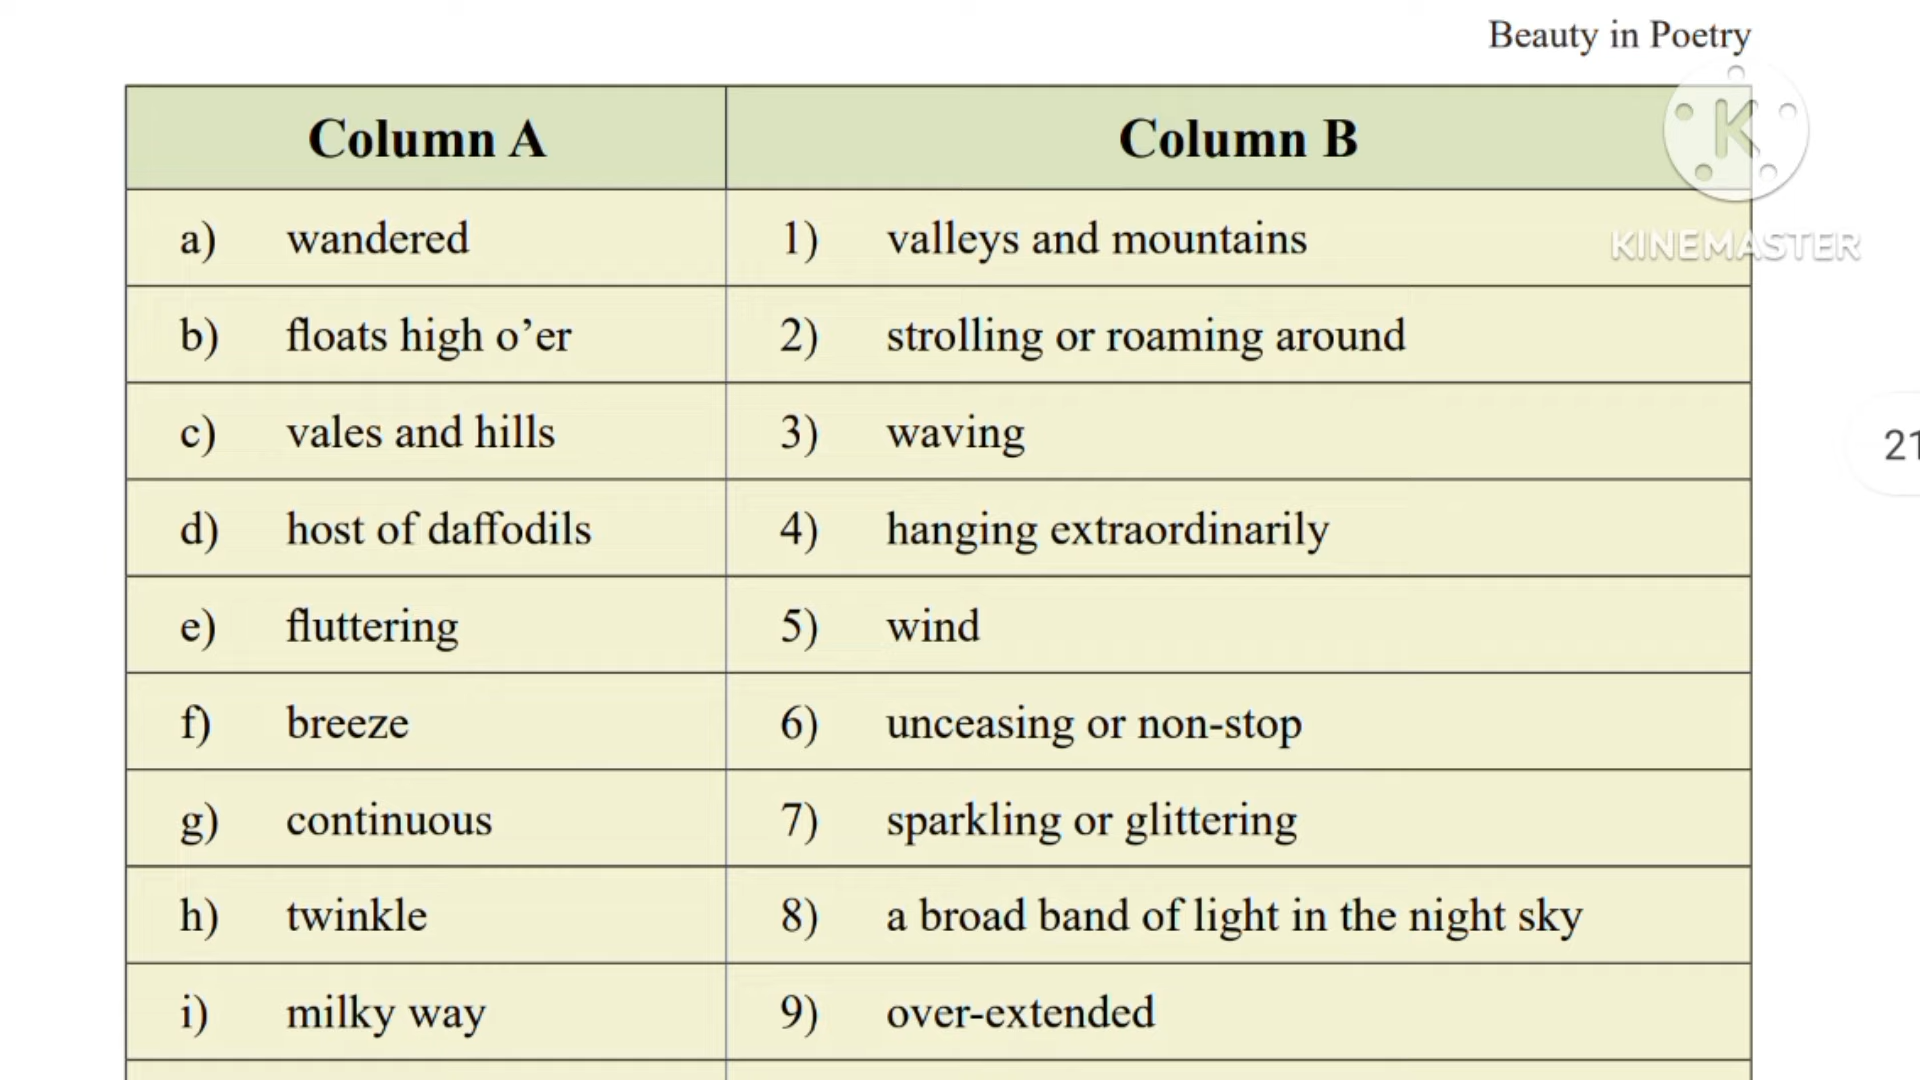 Beauty in Poetry
Column A Column B
a) wandered 1) valleys and mountains
KINEMASTER
b) floats high o’er 2) strolling or roaming around
c) vales and hills 3) waving
21
d) host of daffodils 4) hanging extraordinarily
e) fluttering 5) wind
f) breeze 6) unceasing or non-stop
g) continuous 7) sparkling or glittering
h) twinkle 8) a broad band of light in the night sky
i) milky way 9) over-extended